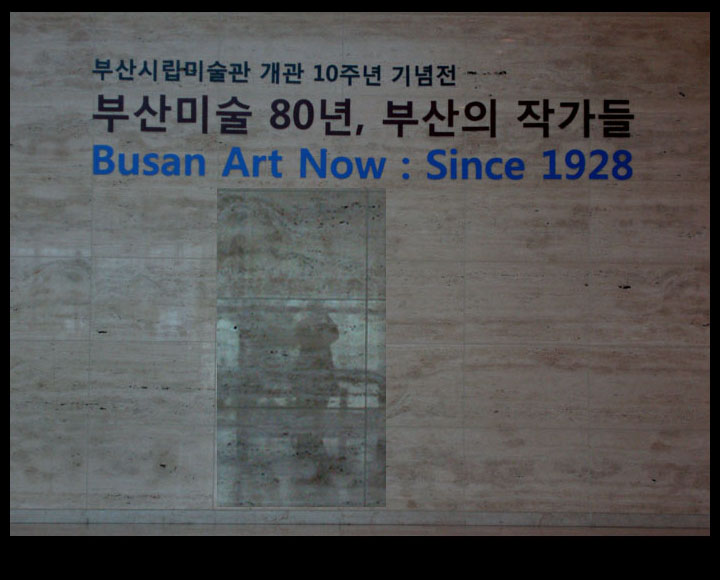 부산시립미술관 개관 10주년 기념전
부산미술 80년, 부산의 작가들
Busan Art Now : Since 1928